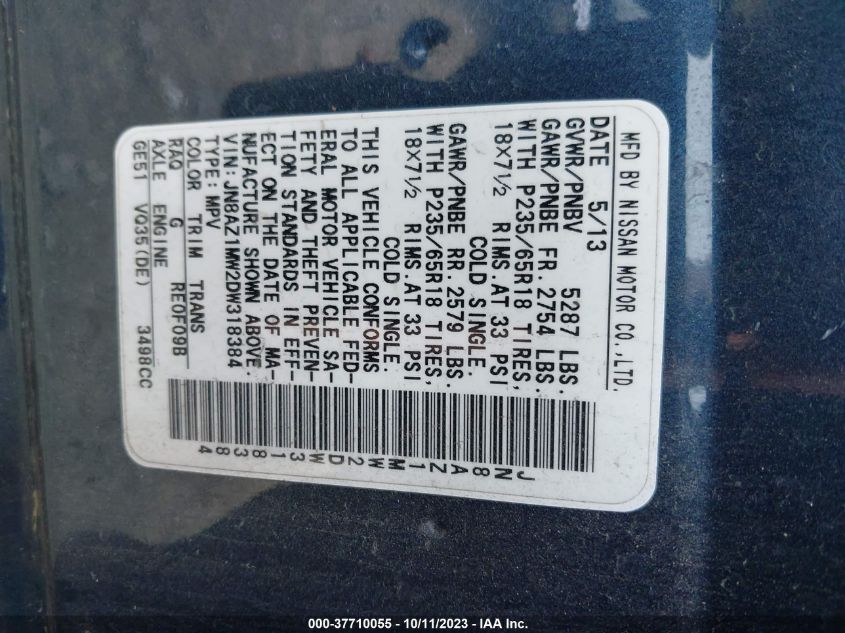 MFD BY NISSAN MOTOR CO.,LTD.
DATE 5/13
GVWR/PNBV 5287 LBS.
GAWR/PNBE FR. 2754 LBS.
WITH P235/65R18 TIRES,
18X7½ RIMS.AT 33 PSI
COLD SINGLE.
GAWR/PNBE RR. 2579 LBS.
WITH P235/65R18 TIRES,
18X7½ RIMS.AT 33 PSI
COLD SINGLE.
THIS VEHICLE CONFORMS
TO ALL APPLICABLE FED-
ERAL MOTOR VEHICLE SA-
FETY AND THEFT PREVEN-
TION STANDARDS IN EFF-
ECT ON THE DATE OF MA-
NUFACTURE SHOWN ABOVE.
VIN: JN8AZ1MW2DW318384
TYPE: MPV
COLOR TRIM TRANS
RAQ G RE0F09B
AXLE ENGINE
GE51 VQ35(DE) 3498CC
JN8AZ1MW2DW318384
000-37710055 - 10/11/2023 - IAA Inc.